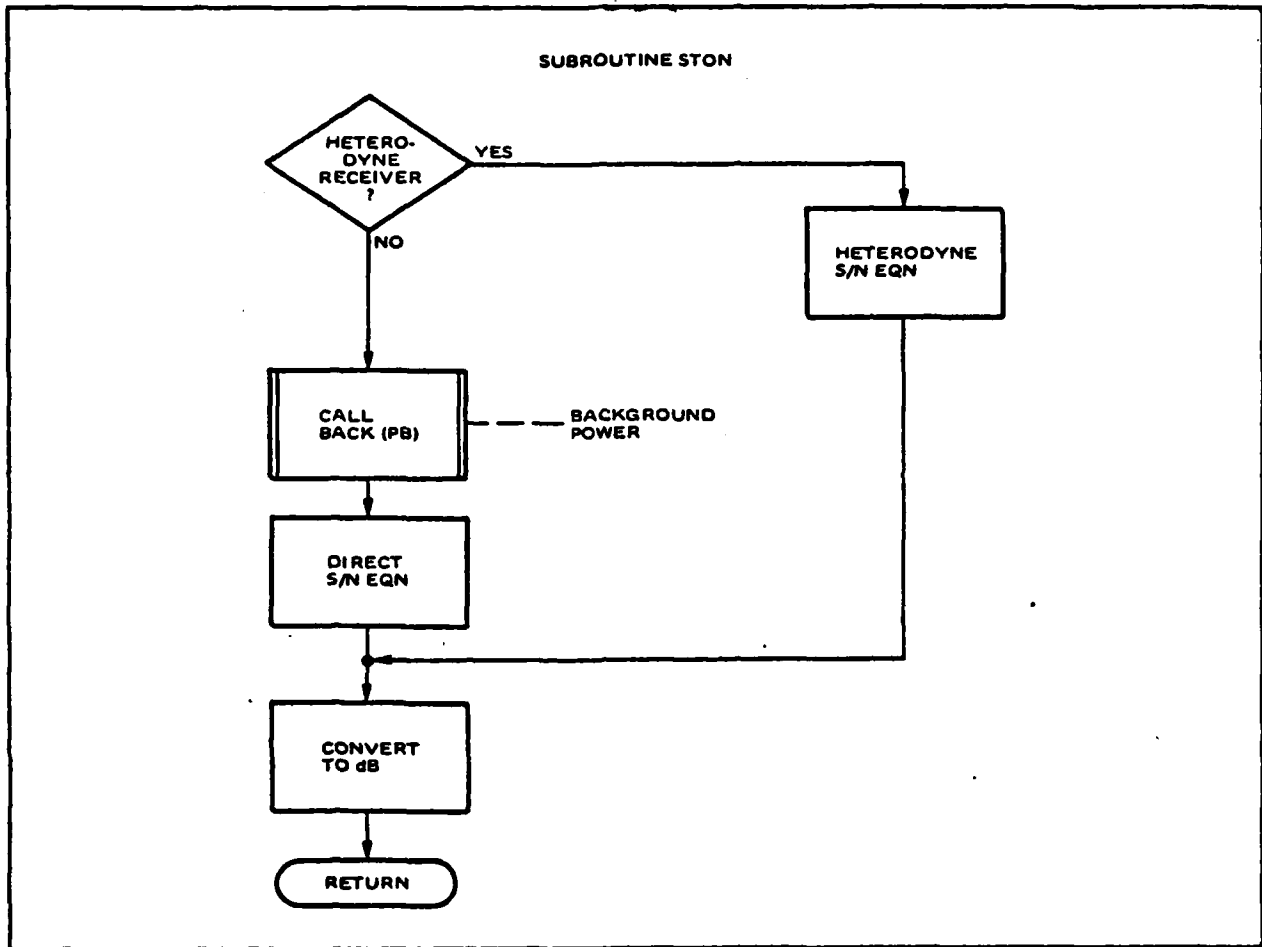 SUBROUTINE STON
HETERO-
DYNE
RECEIVER
?
YES
NO
HETERODYNE
S/N EQN
CALL
BACK (PB)
BACKGROUND
POWER
DIRECT
S/N EQN
CONVERT
TO dB
RETURN